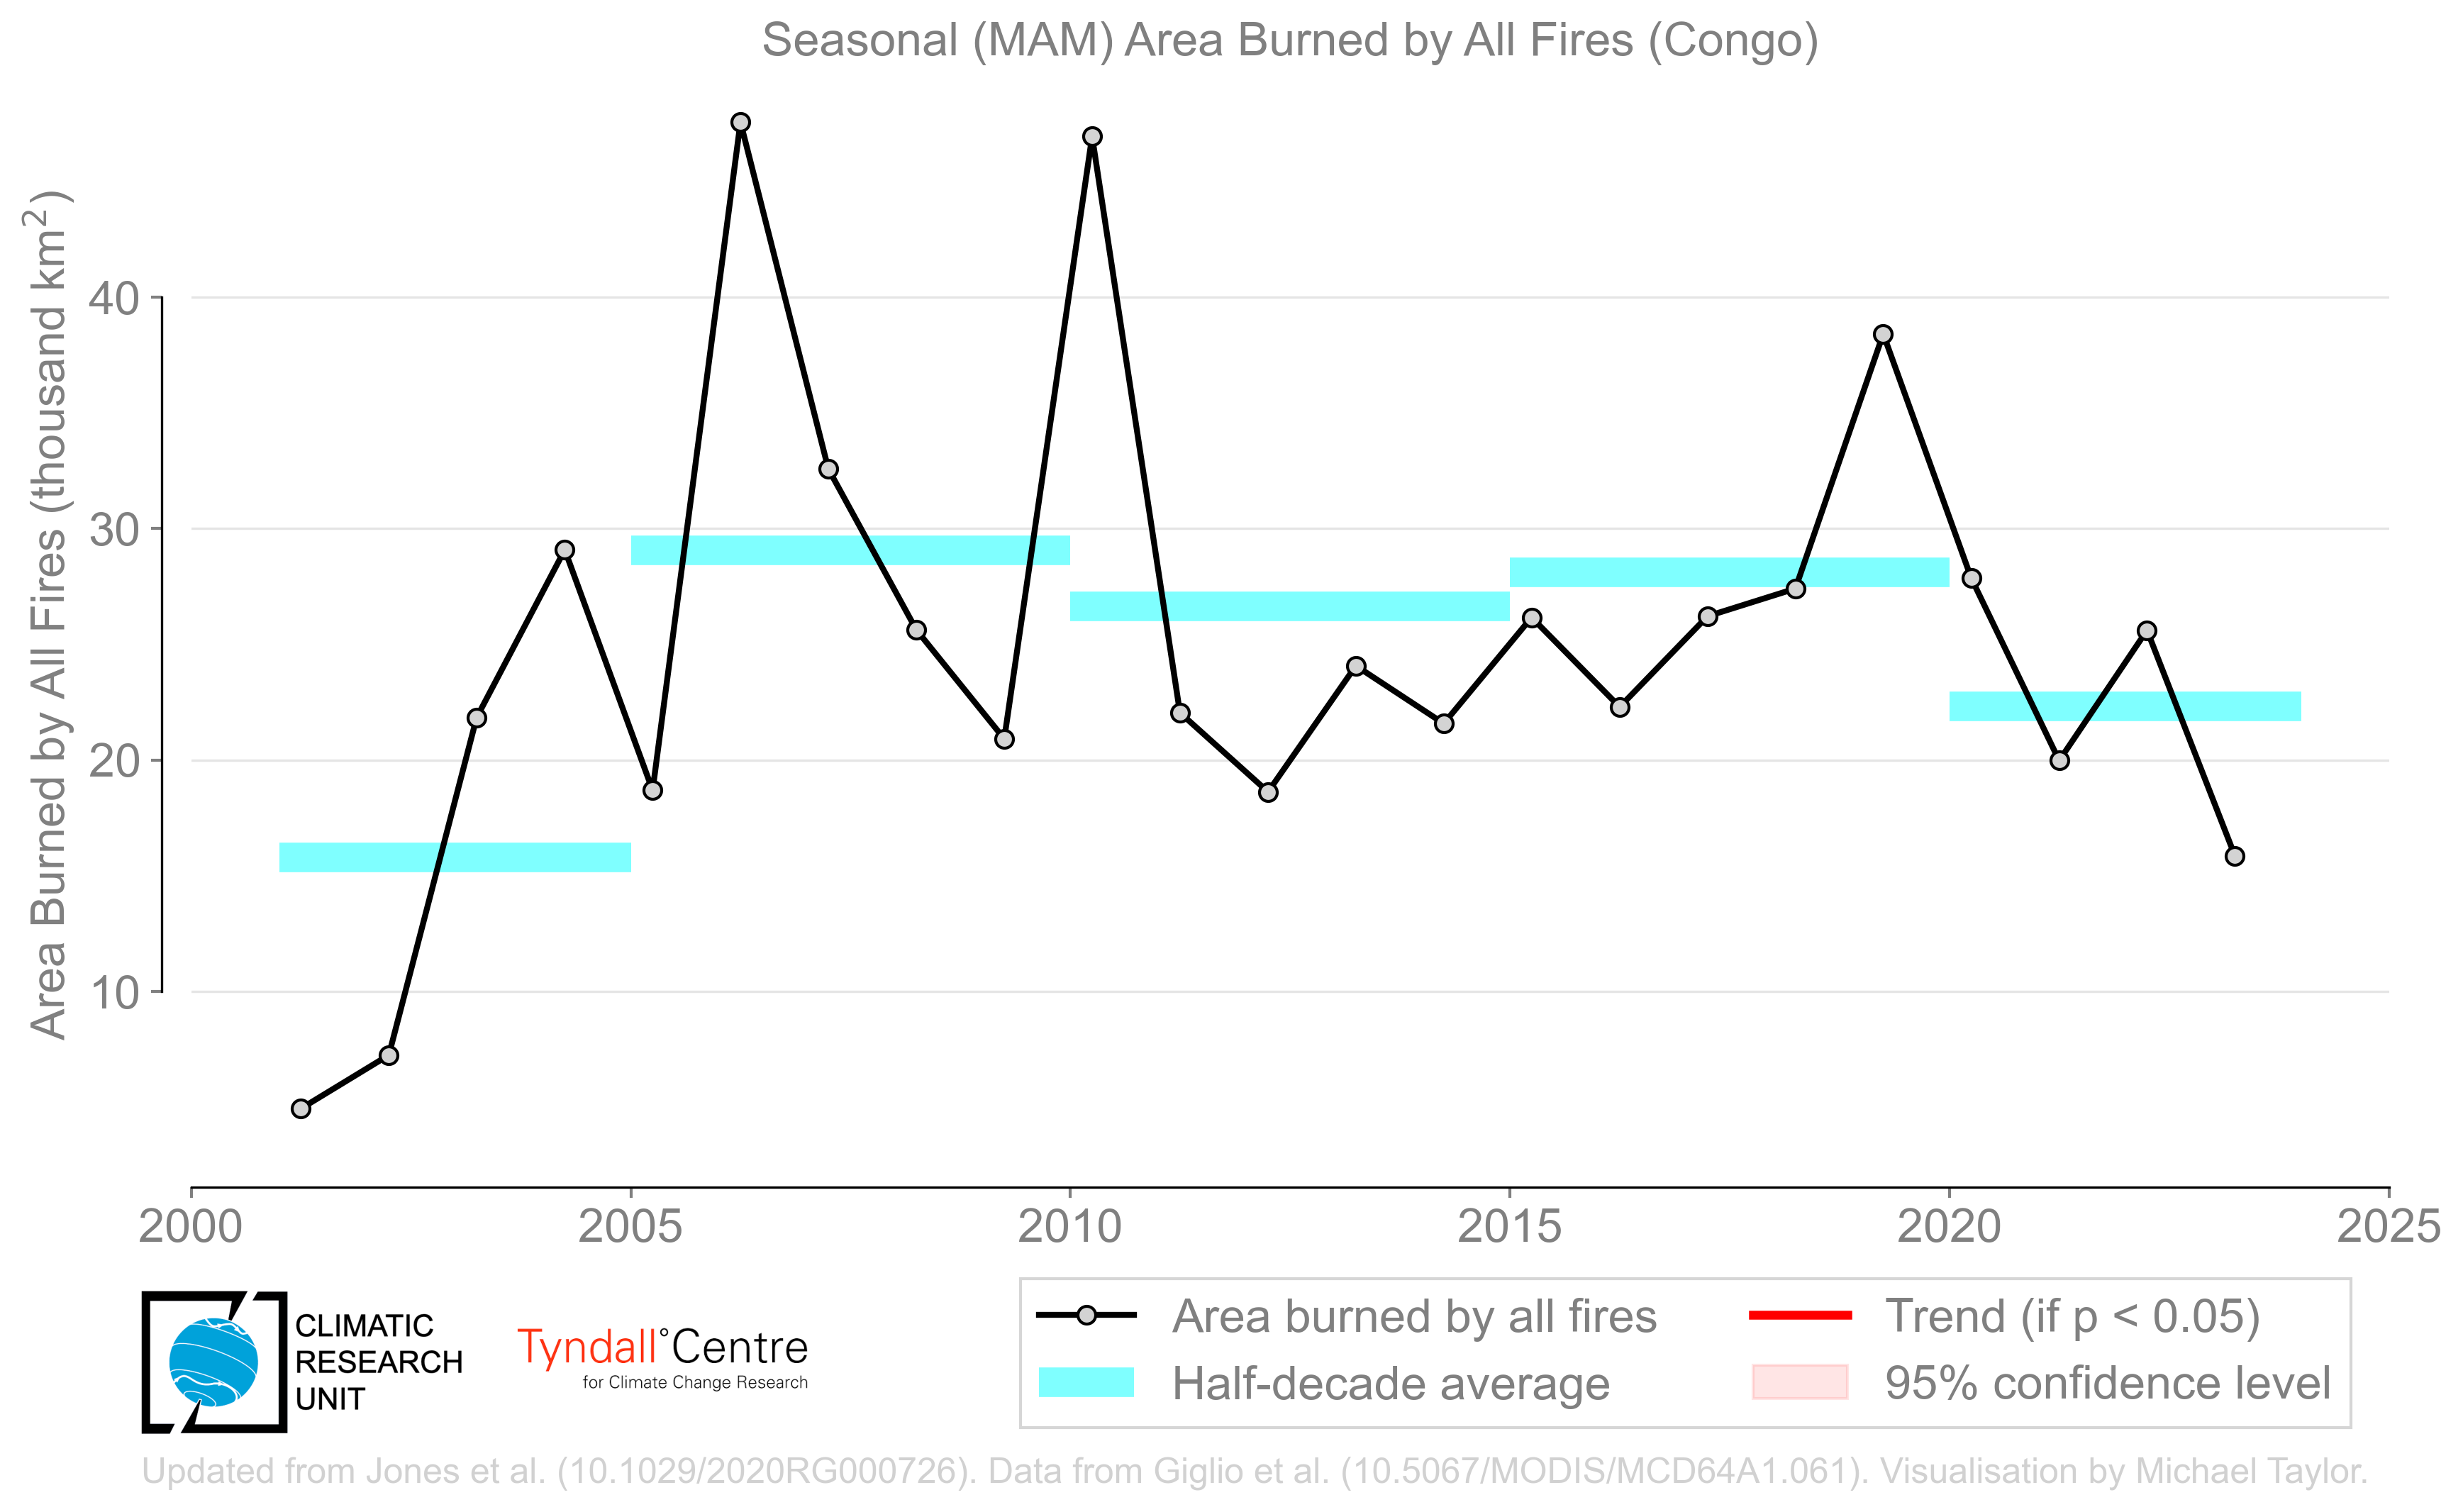 Seasonal (MAM) Area Burned by All Fires (Congo)
Area Burned by All Fires (thousand km²)
40
30
20
10
2000
2005
2010
2015
2020
2025
CLIMATIC
RESEARCH
UNIT
Tyndall°Centre
for Climate Change Research
Area burned by all fires
Half-decade average
Trend (if p < 0.05)
95% confidence level
Updated from Jones et al. (10.1029/2020RG000726). Data from Giglio et al. (10.5067/MODIS/MCD64A1.061). Visualisation by Michael Taylor.